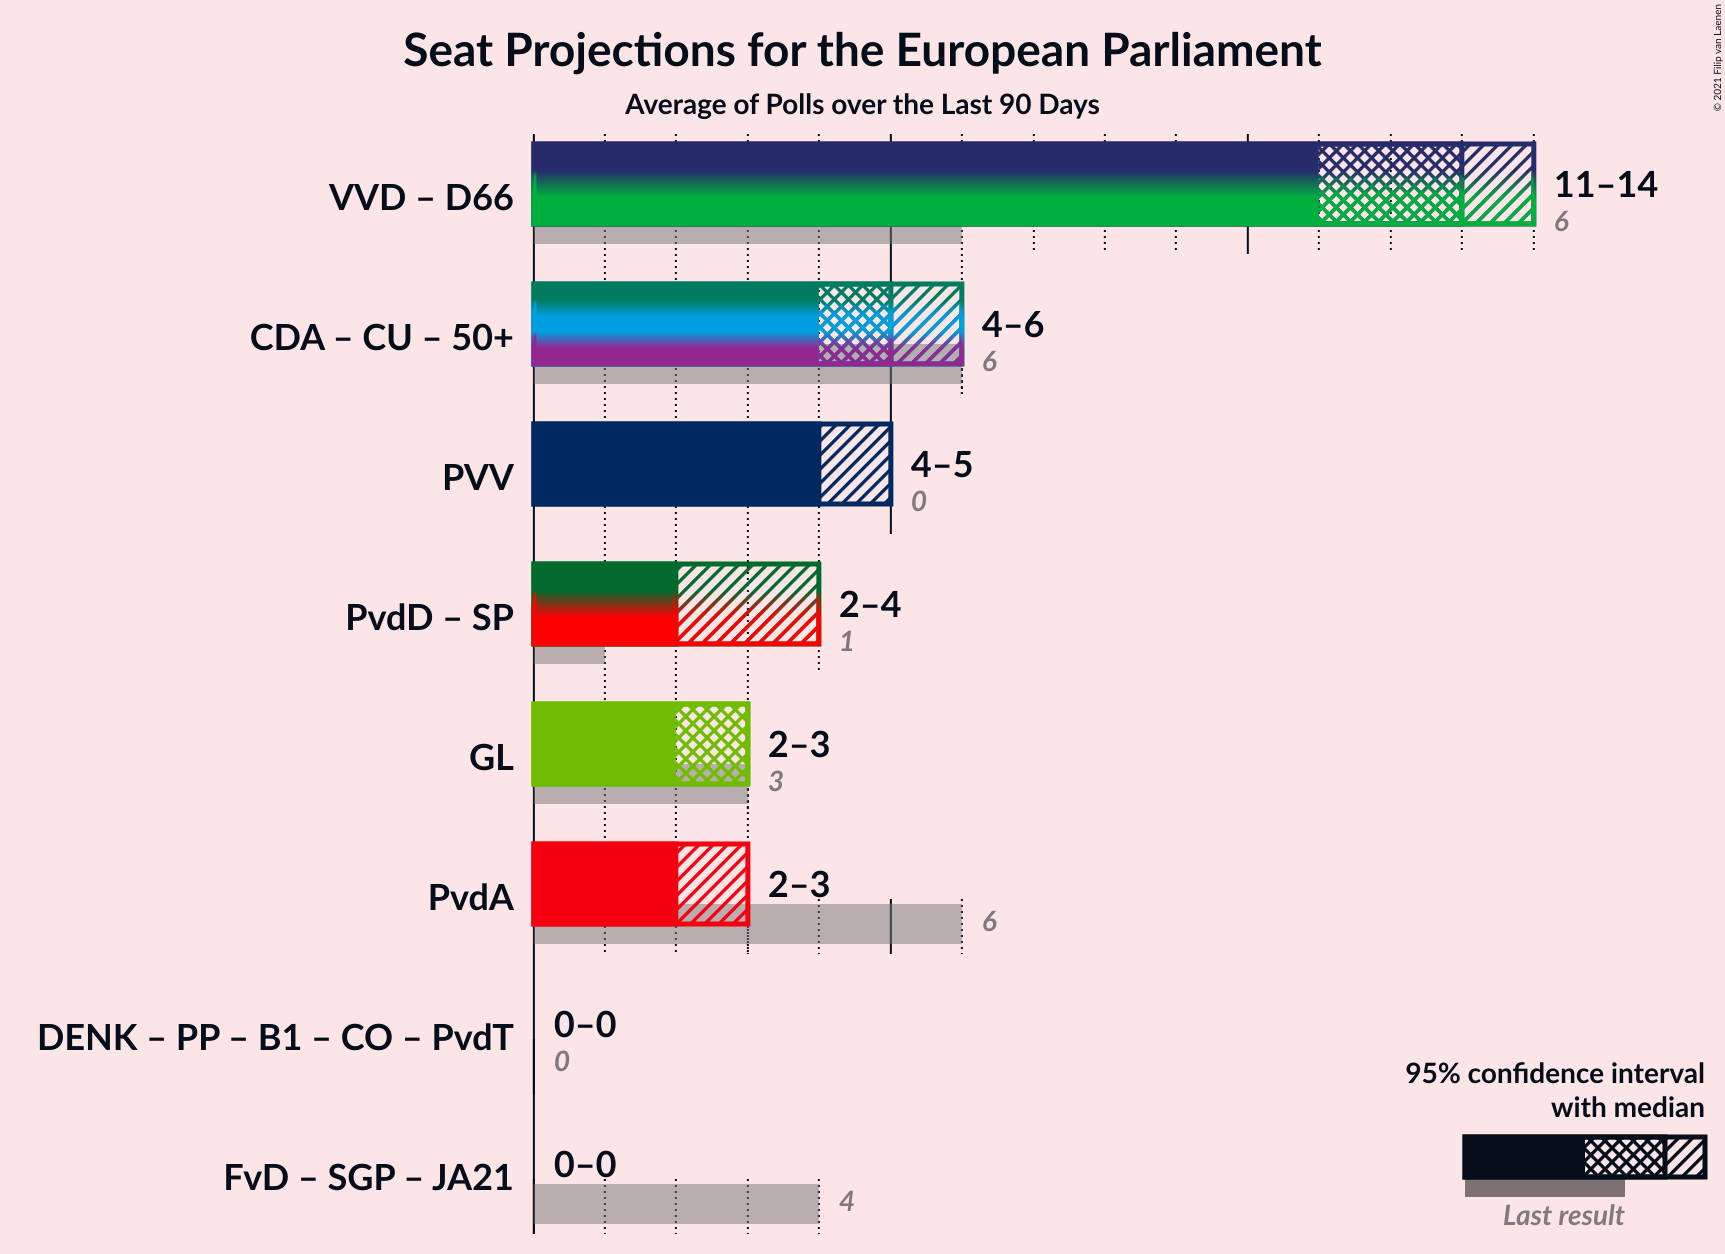 Seat Projections for the European Parliament
Average of Polls over the Last 90 Days
© 2021 Filip van Laenen
VVD – D66
11–14
6
CDA – CU – 50+
4–6
6
PVV
4–5
0
PvdD – SP
2–4
1
GL
2–3
3
PvdA
2–3
6
DENK – PP – B1 – CO – PvdT
0–0
0
FvD – SGP – JA21
0–0
4
95% confidence interval
with median
Last result